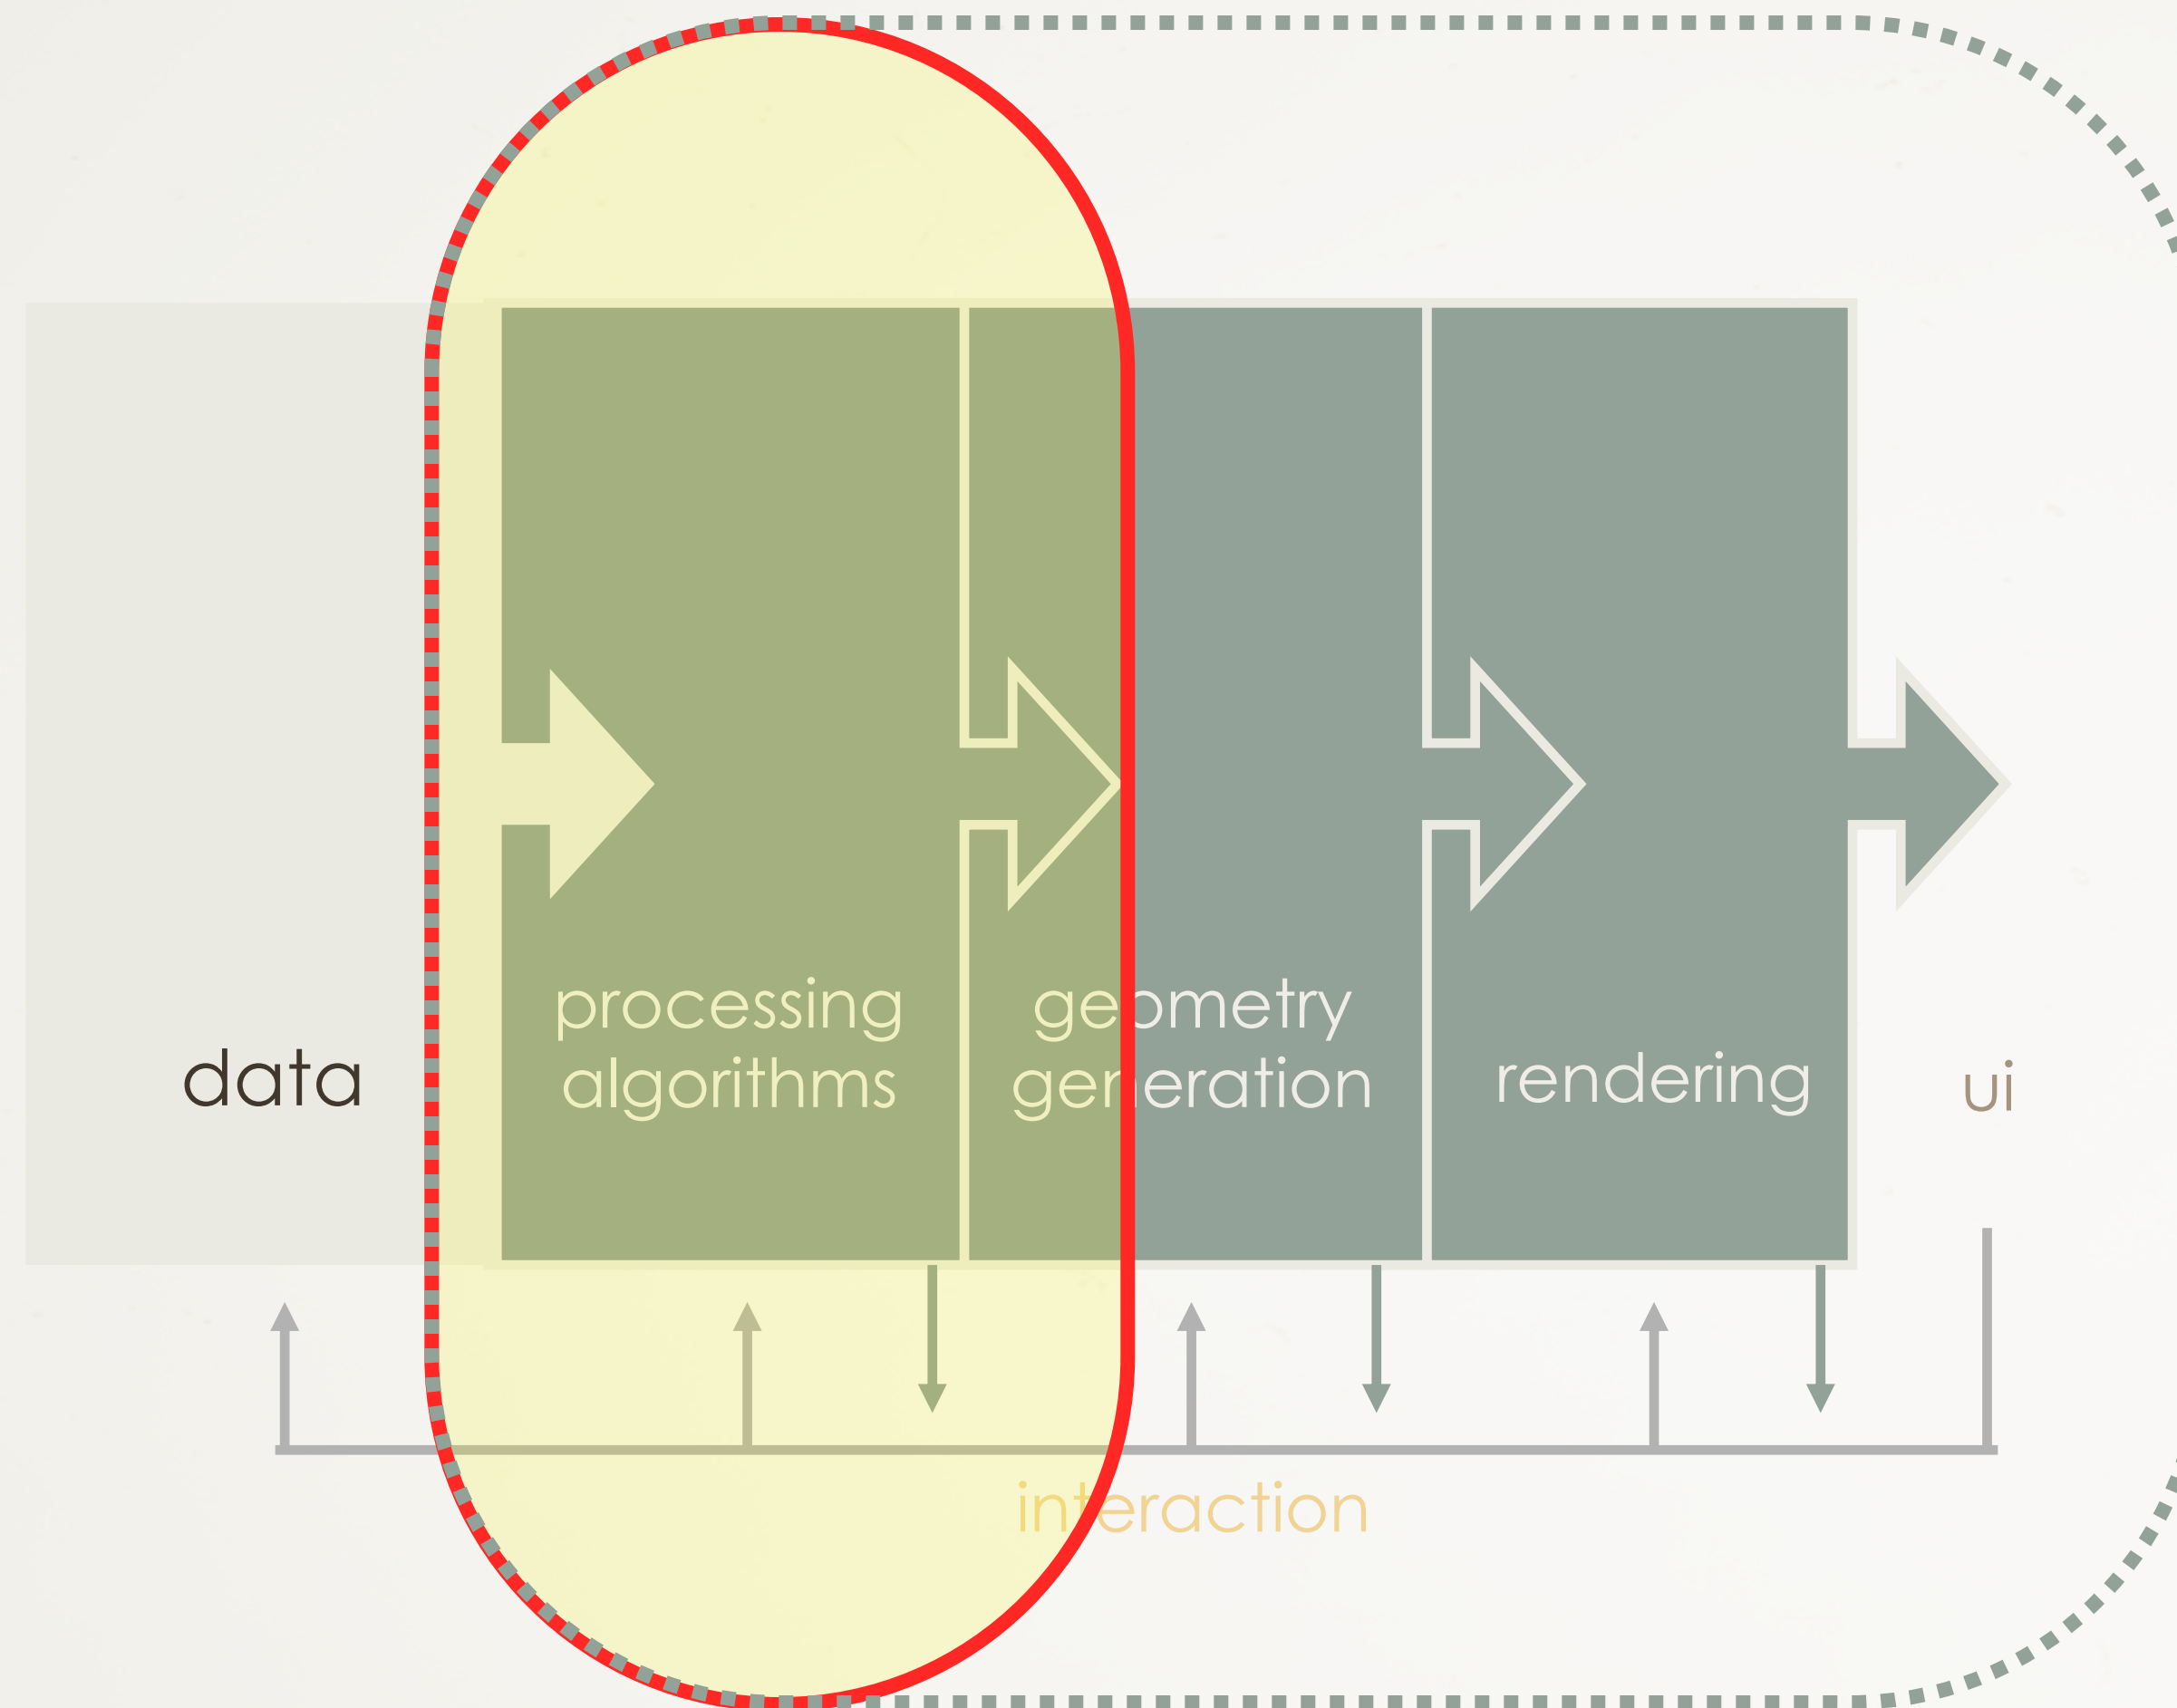 data
processing
algorithms
geometry
generation
rendering
ui
interaction